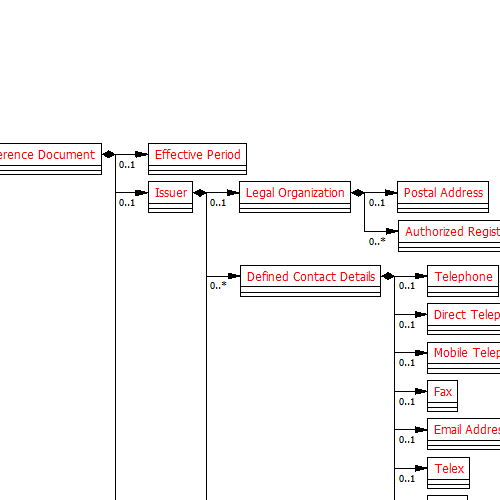 erence Document
Effective Period
0..1
Issuer
Legal Organization
Postal Address
0..1
0..1
0..1
Authorized Regist
0..*
Defined Contact Details
Telephone
0..*
0..1
Direct Telep
0..1
Mobile Telep
0..1
Fax
0..1
Email Addres
0..1
Telex
0..1